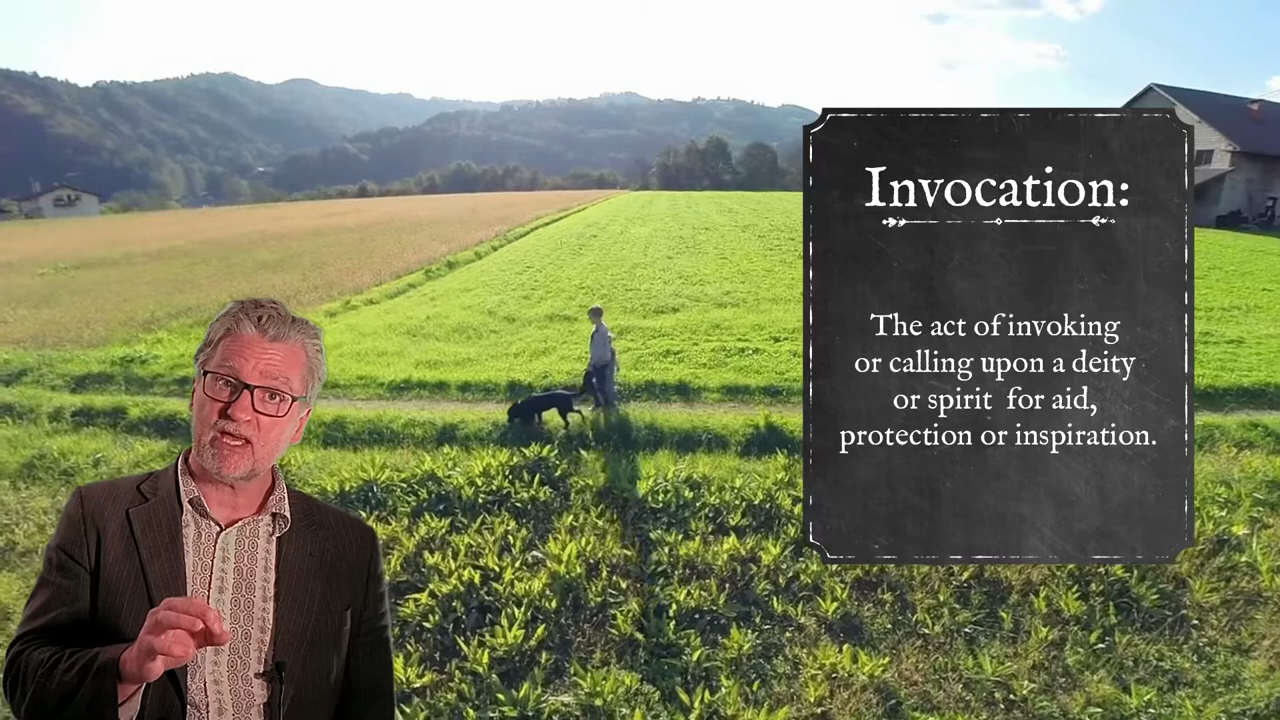 Invocation:
The act of invoking
or calling upon a deity
or spirit for aid,
protection or inspiration.